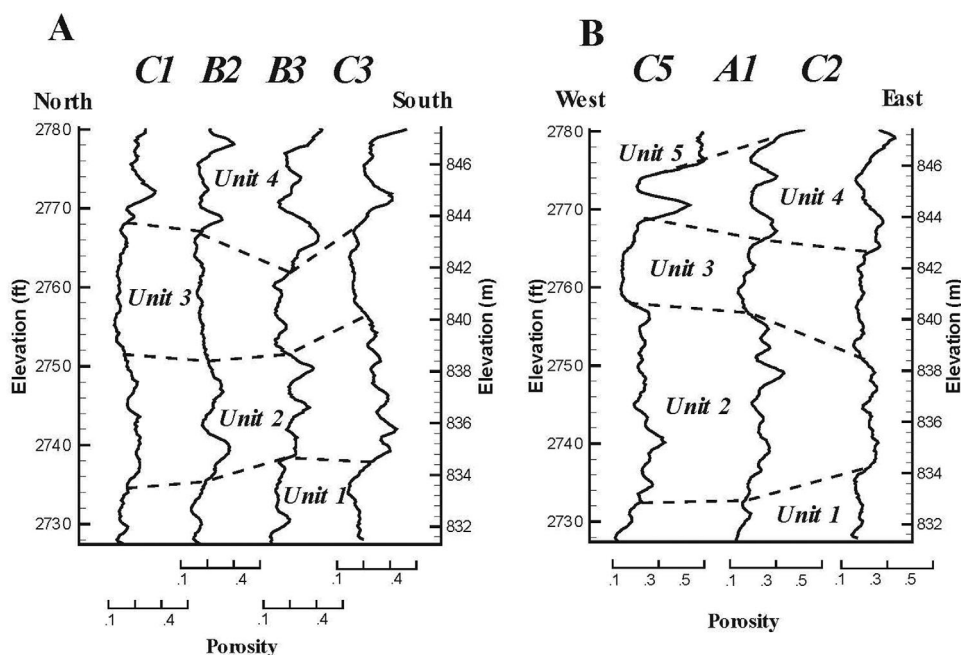 A
C1 B2 B3 C3
North South
2780
2770
2760
2750
2740
2730
Elevation (ft)
846
844
842
840
838
836
834
832
Elevation (m)
Unit 4
Unit 3
Unit 2
Unit 1
.1 .4 .1 .4
.1 .4 .1 .4
Porosity
B
C5 A1 C2
West East
2780
2770
2760
2750
2740
2730
Elevation (ft)
846
844
842
840
838
836
834
832
Elevation (m)
Unit 5
Unit 4
Unit 3
Unit 2
Unit 1
.1 .3 .5 .1 .3 .5 .1 .3 .5
Porosity